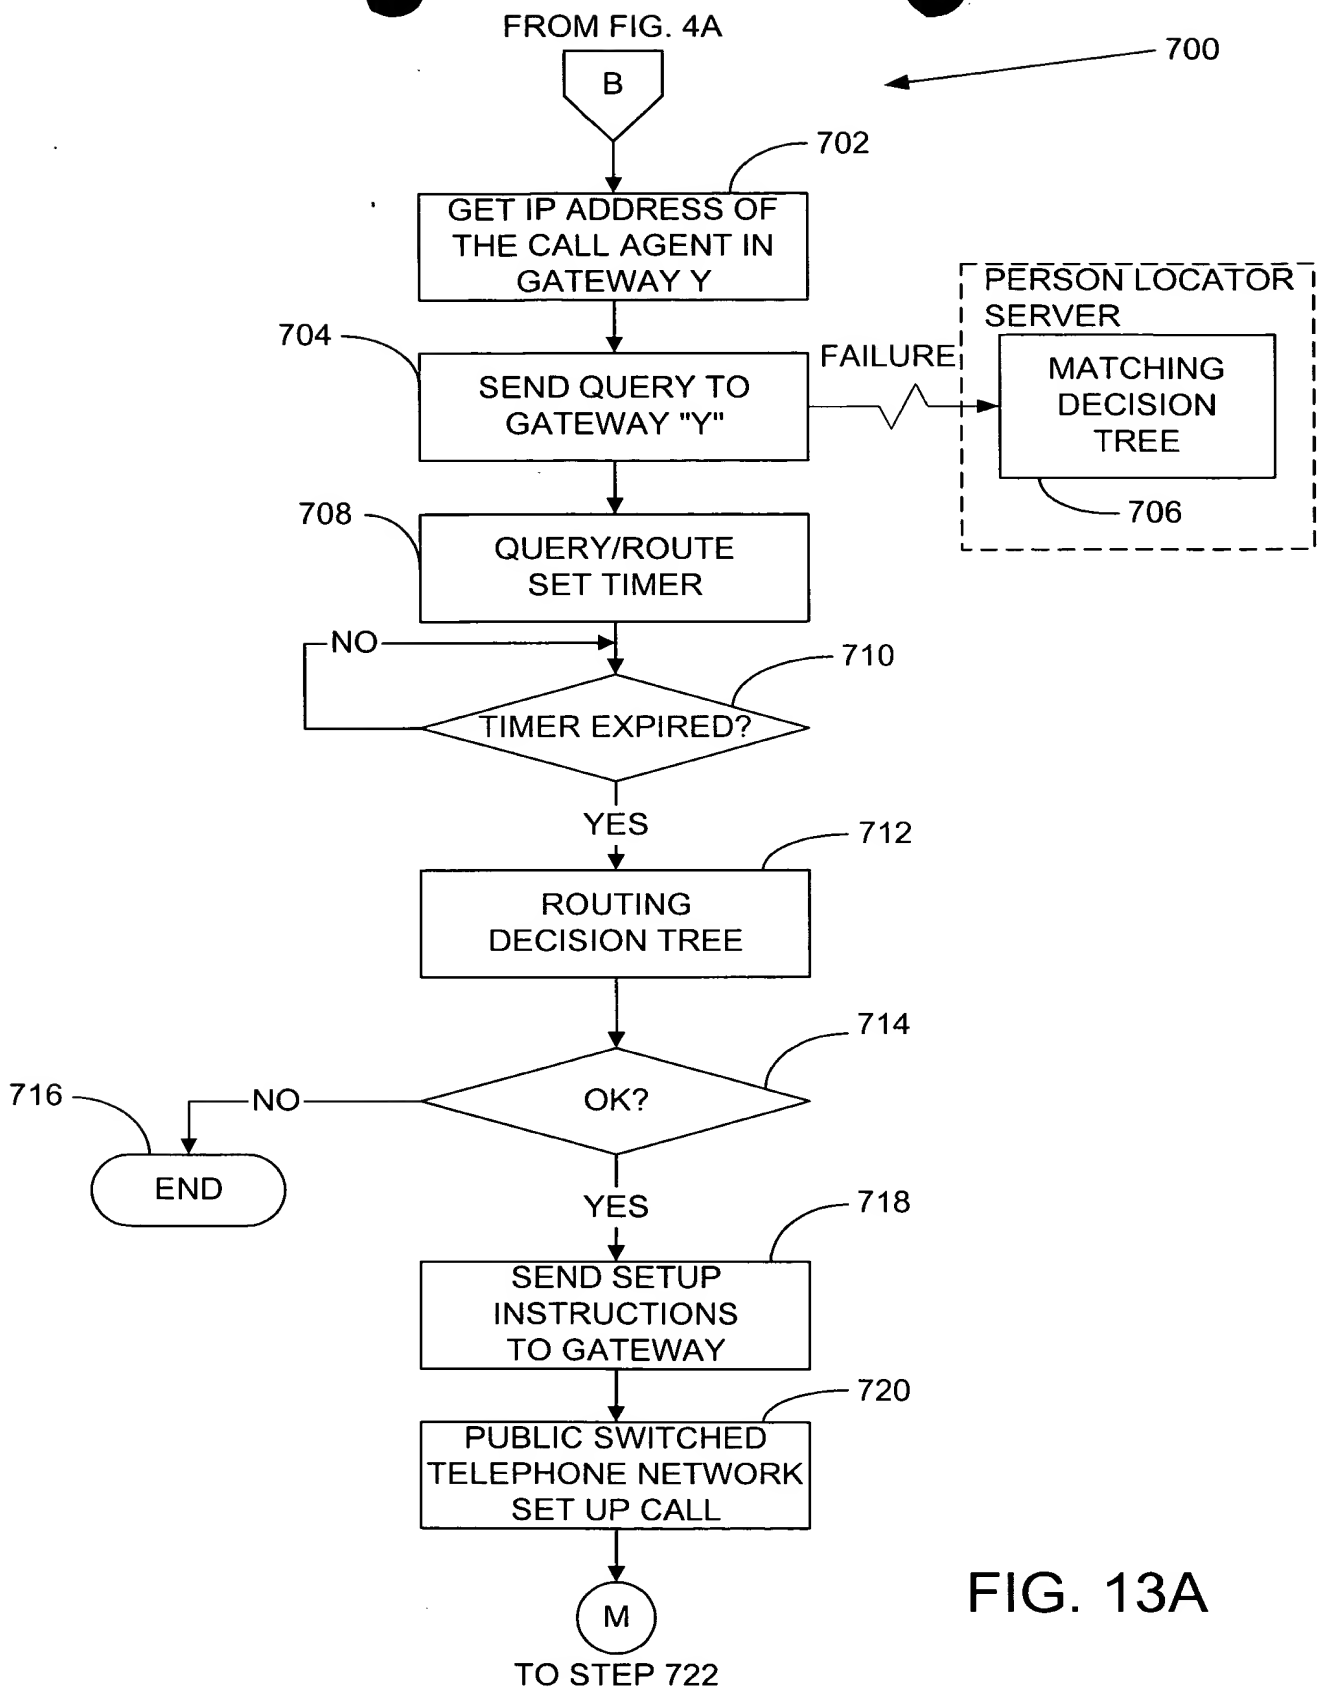 FROM FIG. 4A
B
700
702
GET IP ADDRESS OF
THE CALL AGENT IN
GATEWAY Y
PERSON LOCATOR
SERVER
704
SEND QUERY TO
GATEWAY "Y"
FAILURE
MATCHING
DECISION
TREE
706
708
QUERY/ROUTE
SET TIMER
NO
710
TIMER EXPIRED?
YES
712
ROUTING
DECISION TREE
714
OK?
NO
716
END
YES
718
SEND SETUP
INSTRUCTIONS
TO GATEWAY
720
PUBLIC SWITCHED
TELEPHONE NETWORK
SET UP CALL
M
TO STEP 722
FIG. 13A